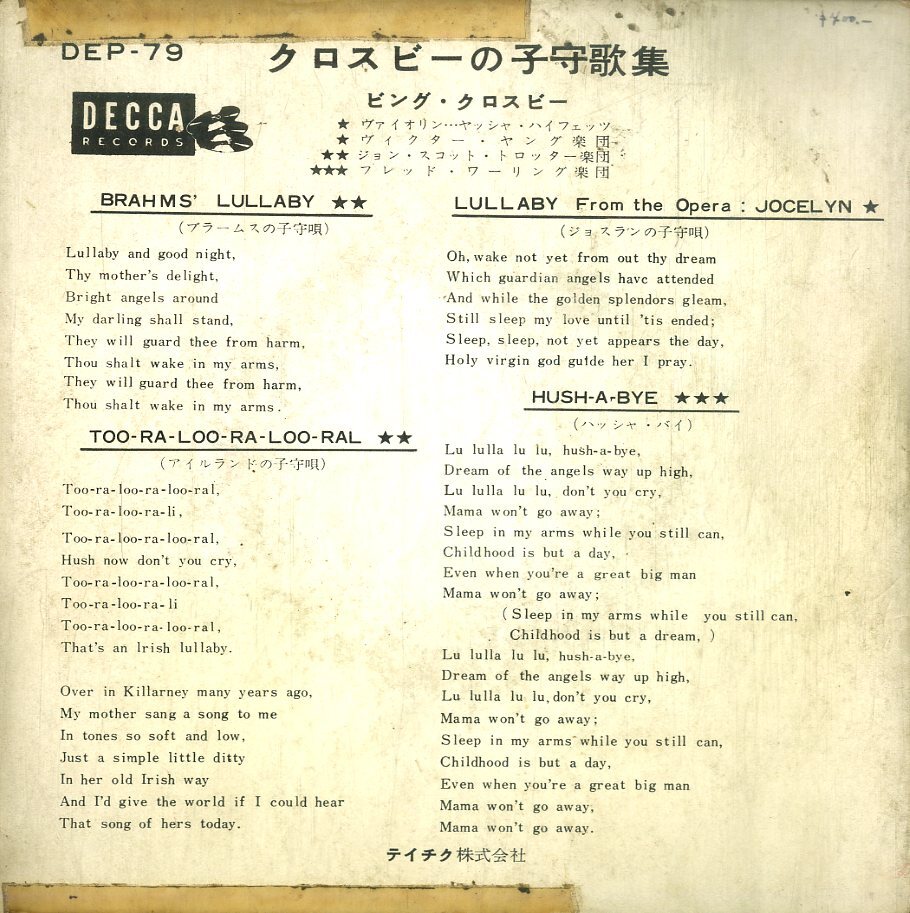 ¥400.-
DEP-79
クロスビーの子守歌集
DECCA
RECORDS
ビング・クロスビー
★ ヴァイオリン…ヤッシャ・ハイフェッツ
★ ヴィクター・ヤング楽団
★★ ジョン・スコット・トロッター楽団
★★★ フレッド・ワーリング楽団
BRAHMS' LULLABY ★★
(ブラームスの子守唄)
Lullaby and good night,
Thy mother's delight,
Bright angels around
My darling shall stand,
They will guard thee from harm,
Thou shalt wake in my arms,
They will guard thee from harm,
Thou shalt wake in my arms.
TOO-RA-LOO-RA-LOO-RAL ★★
(アイルランドの子守唄)
Too-ra-loo-ra-loo-ral,
Too-ra-loo-ra-li,
Too-ra-loo-ra-loo-ral,
Hush now don't you cry,
Too-ra-loo-ra-loo-ral,
Too-ra-loo-ra-li
Too-ra-loo-ra-loo-ral,
That's an Irish lullaby.
Over in Killarney many years ago,
My mother sang a song to me
In tones so soft and low,
Just a simple little ditty
In her old Irish way
And I'd give the world if I could hear
That song of hers today.
LULLABY From the Opera : JOCELYN ★
(ジョスランの子守唄)
Oh, wake not yet from out thy dream
Which guardian angels havc attended
And while the golden splendors gleam,
Still sleep my love until 'tis ended;
Sleep, sleep, not yet appears the day,
Holy virgin god guide her I pray.
HUSH-A-BYE ★★★
(ハッシャ・バイ)
Lu lulla lu lu, hush-a-bye,
Dream of the angels way up high,
Lu lulla lu lu, don't you cry,
Mama won't go away;
Sleep in my arms while you still can,
Childhood is but a day,
Even when you're a great big man
Mama won't go away;
(Sleep in my arms while you still can,
Childhood is but a dream, )
Lu lulla lu lu, hush-a-bye,
Dream of the angels way up high,
Lu lulla lu lu, don't you cry,
Mama won't go away;
Sleep in my arms while you still can,
Childhood is but a day,
Even when you're a great big man
Mama won't go away,
Mama won't go away.
テイチク株式会社